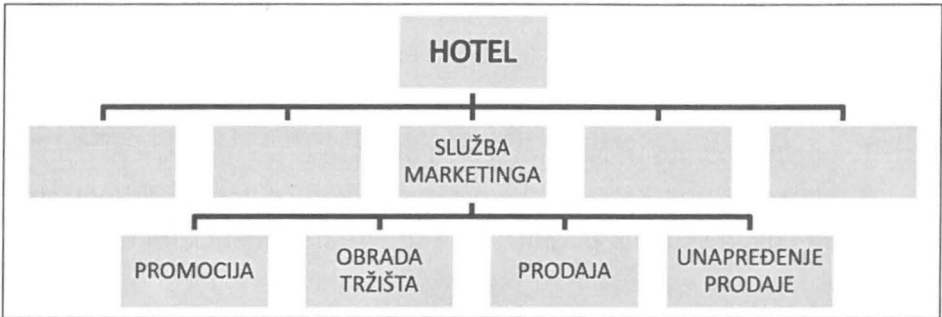 HOTEL
SLUŽBA
MARKETINGA
PROMOCIJA
OBRADA
TRŽIŠTA
PRODAJA
UNAPREĐENJE
PRODAJE